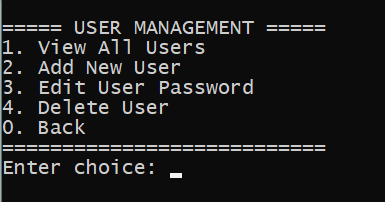 ===== USER MANAGEMENT =====
1. View All Users
2. Add New User
3. Edit User Password
4. Delete User
0. Back
===========================
Enter choice: _